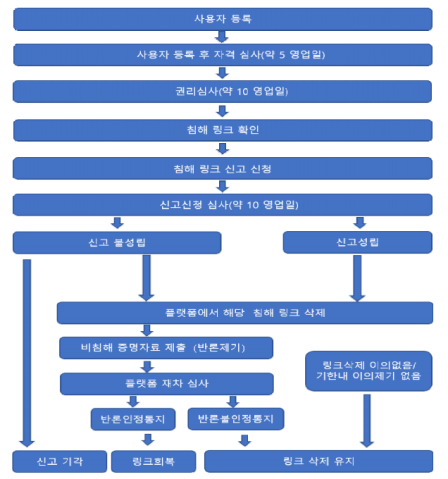 사용자 등록
사용자 등록 후 자격 심사(약 5 영업일)
권리심사(약 10 영업일)
침해 링크 확인
침해 링크 신고 신청
신고신청 심사(약 10 영업일)
신고 불성립
신고성립
플랫폼에서 해당 침해 링크 삭제
비침해 증명자료 제출 (반론제기)
링크삭제 이의없음/
기한내 이의제기 없음
플랫폼 재차 심사
반론인정통지
반론불인정통지
신고 기각
링크회복
링크 삭제 유지